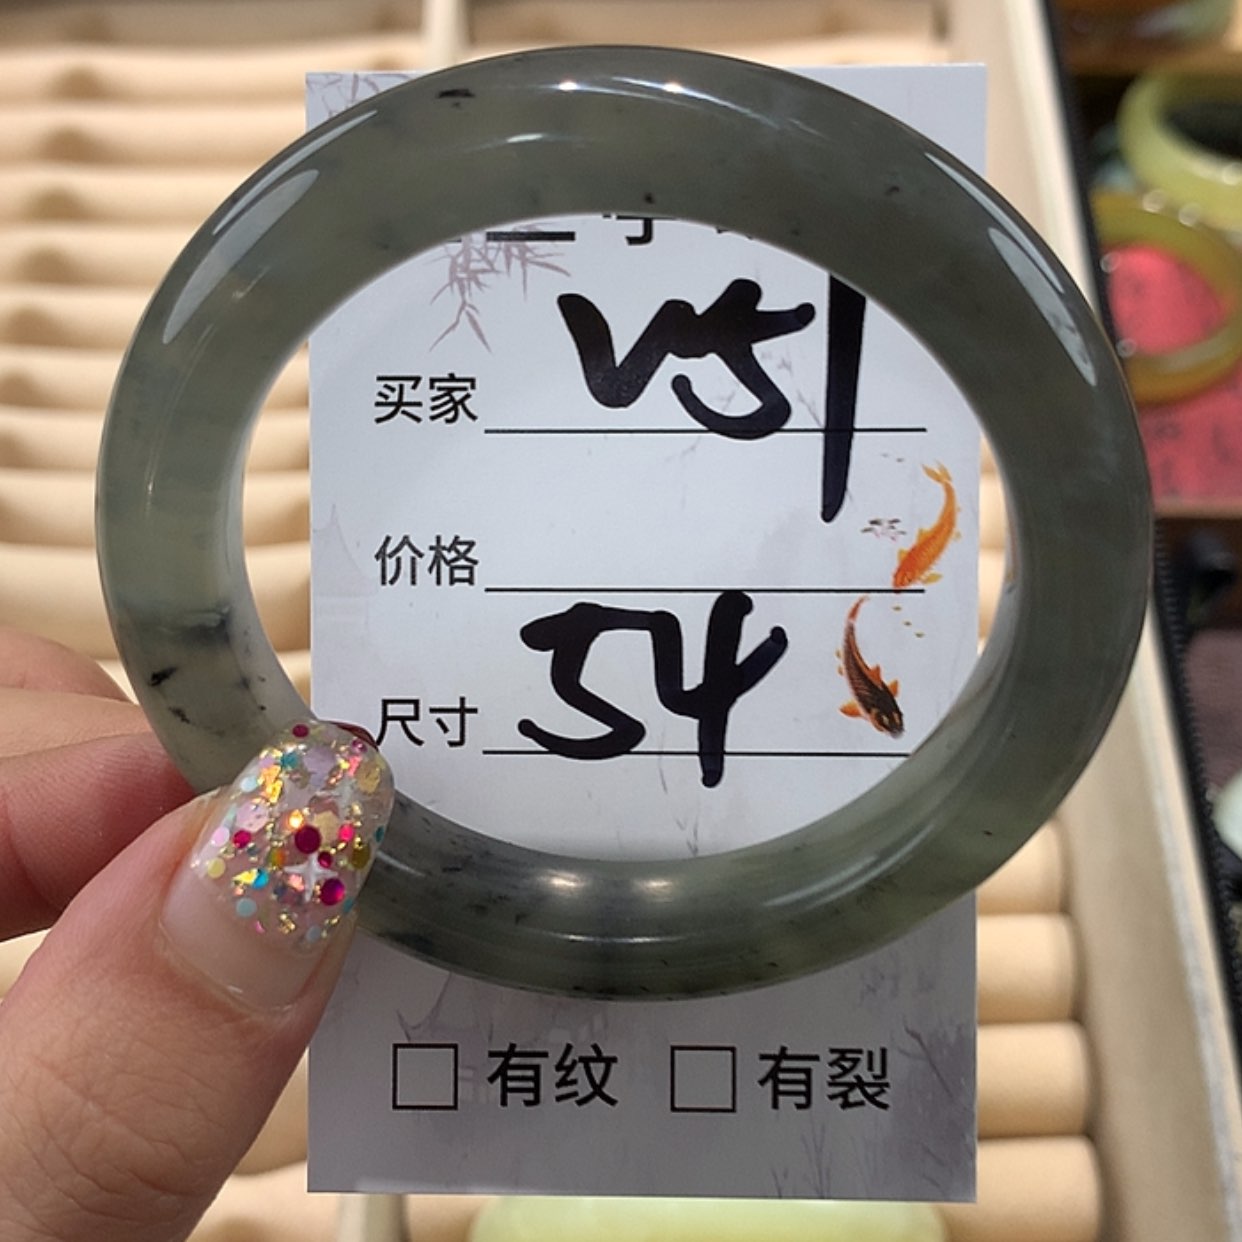 买家 V51
价格
尺寸 54
□ 有纹 □ 有裂